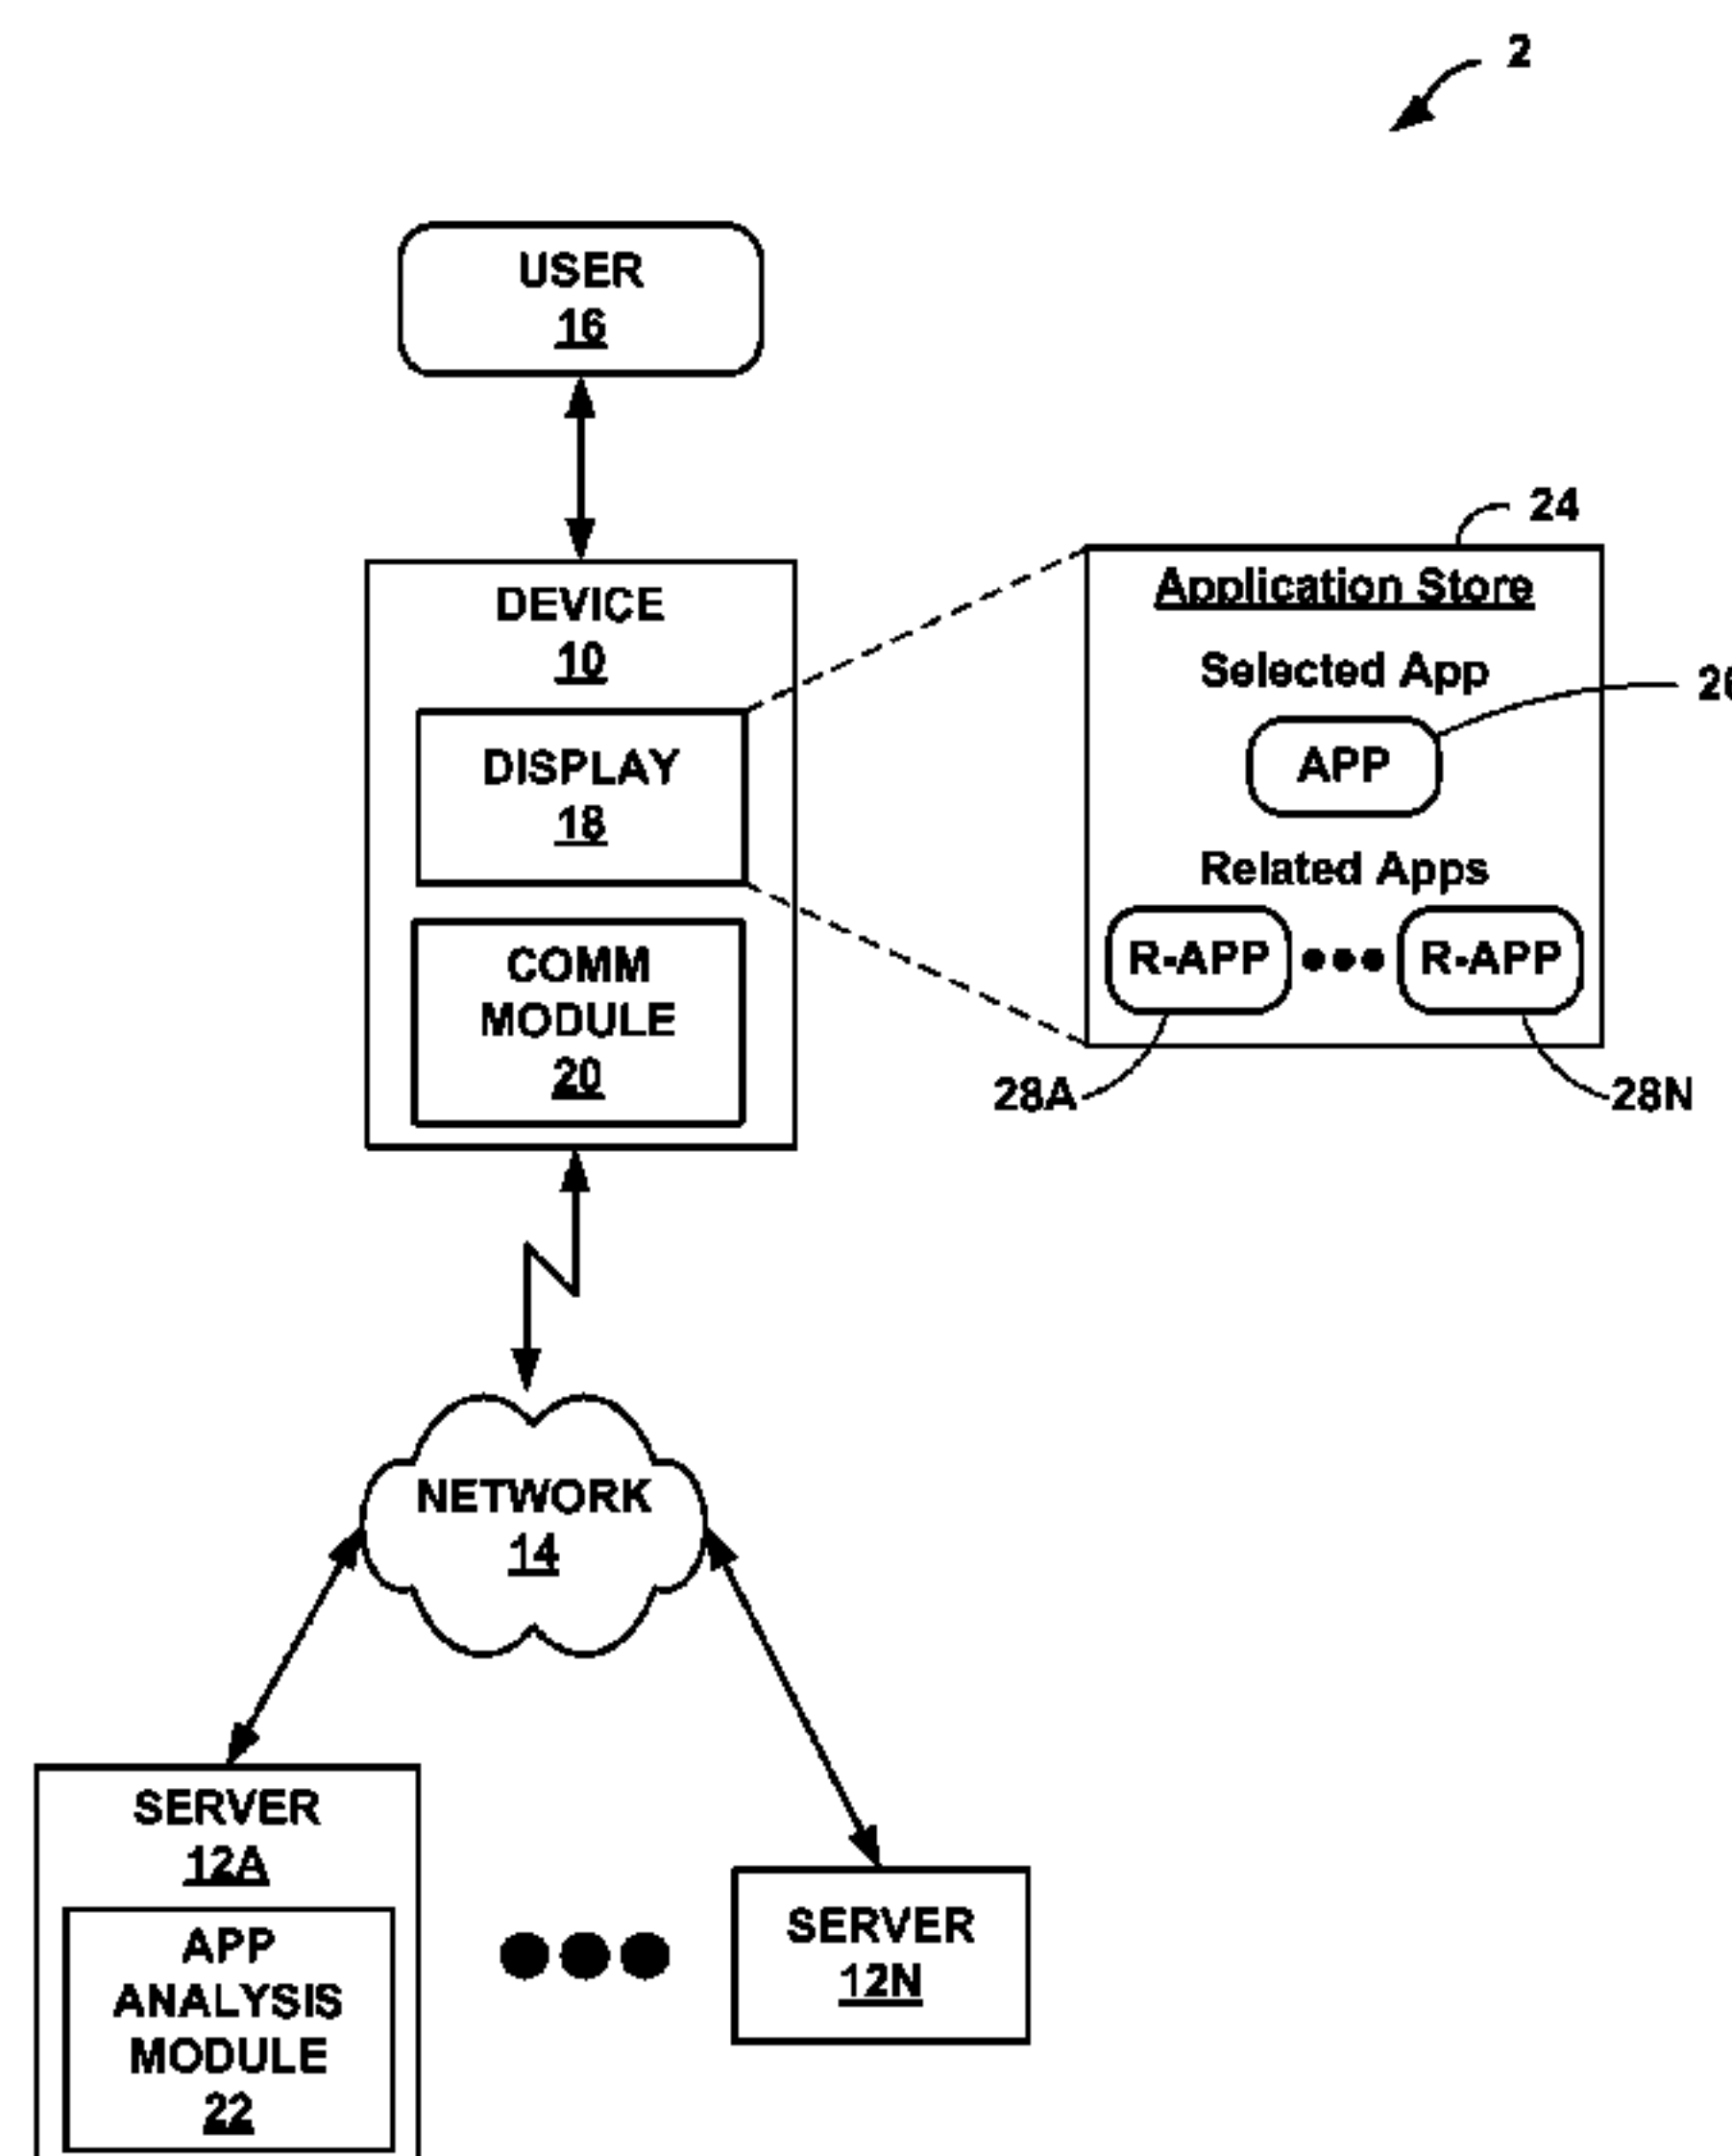 2
USER
16
24
DEVICE
10
Application Store
Selected App
APP
DISPLAY
18
Related Apps
R-APP ●●● R-APP
COMM
MODULE
20
28A
28N
NETWORK
14
SERVER
12A
APP
ANALYSIS
MODULE
22
SERVER
12N